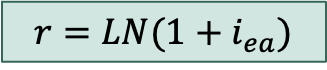 r = LN(1 + i_ea)